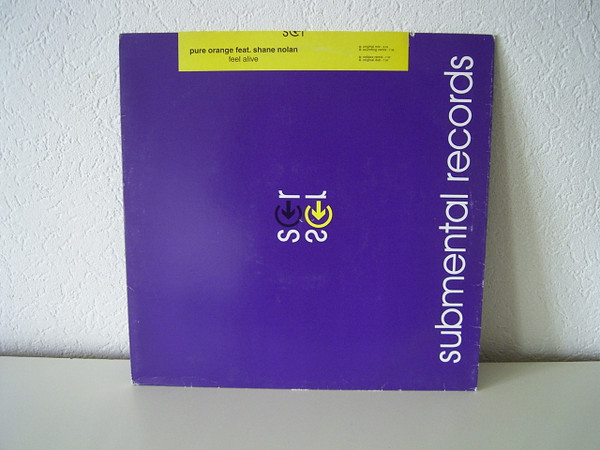 pure orange feat. shane nolan
feel alive
submental records